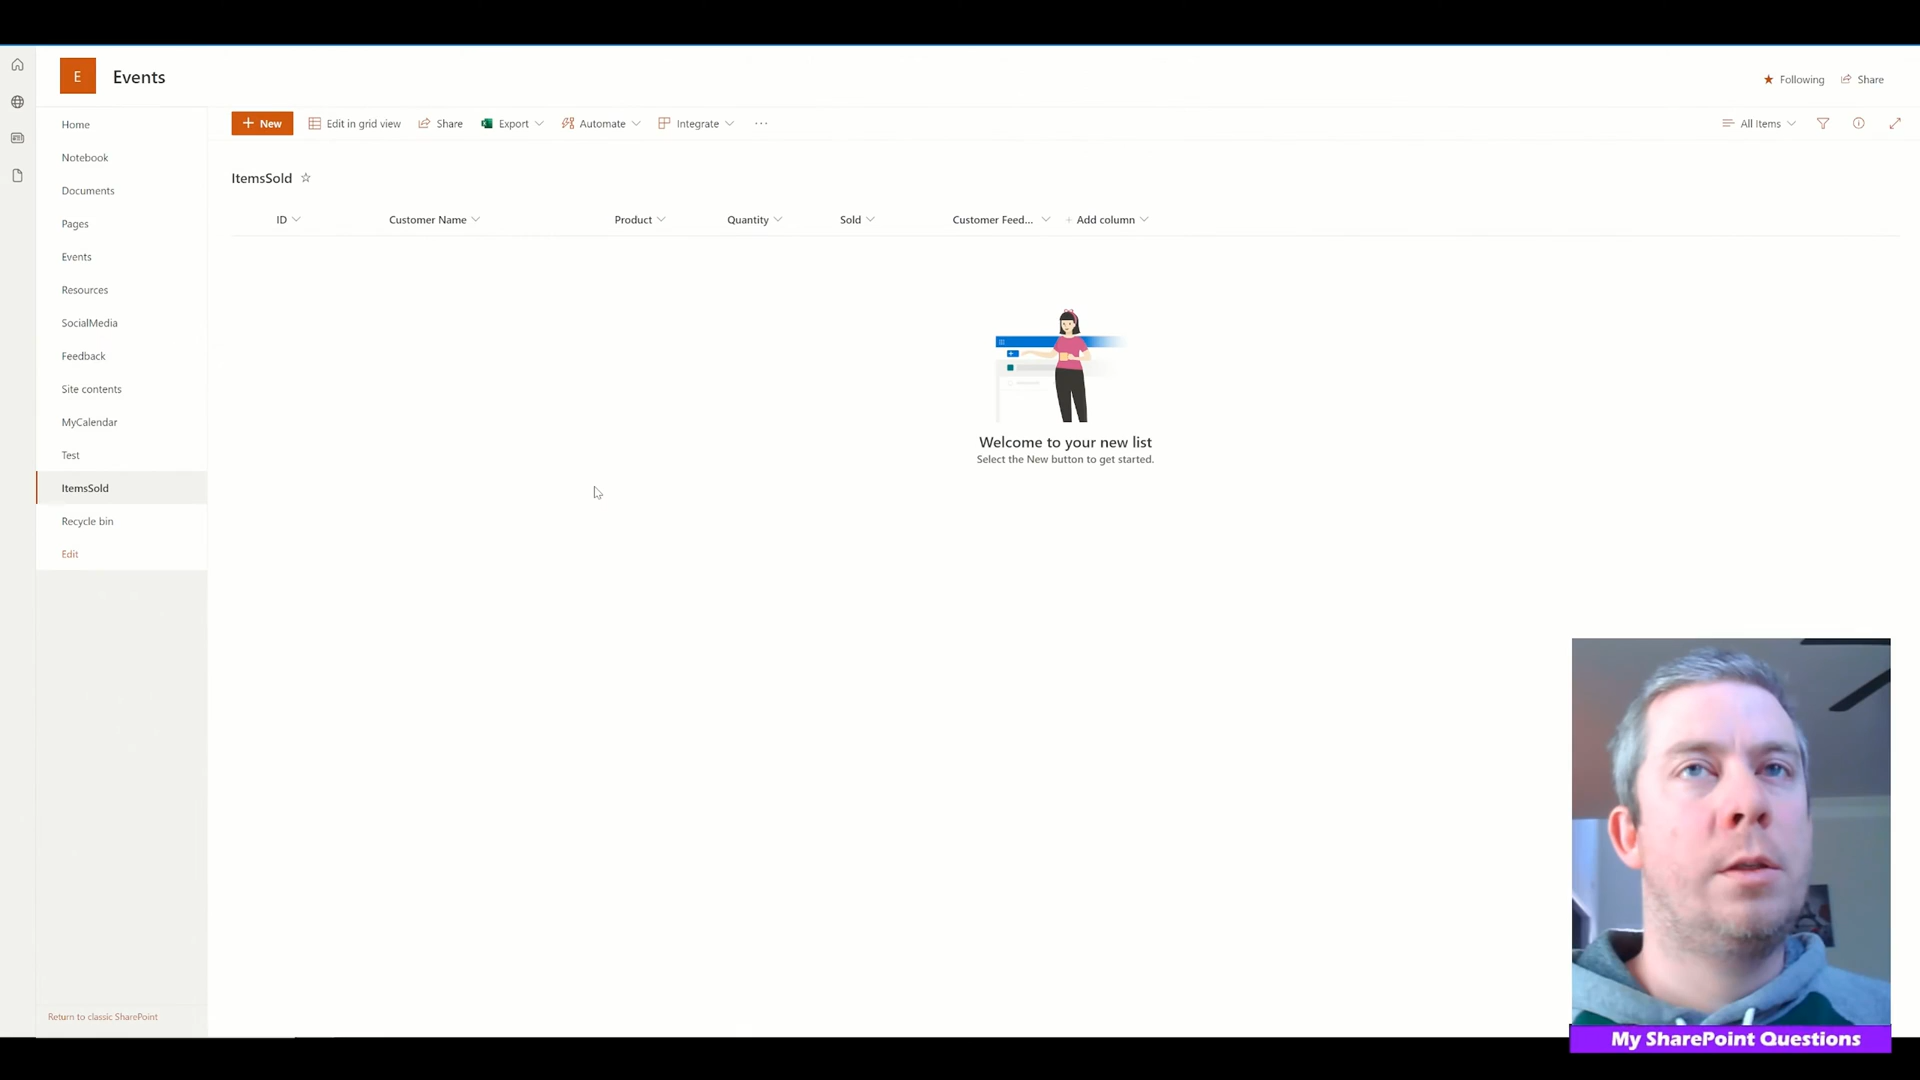 E Events
Following Share
Home
Notebook
Documents
Pages
Events
Resources
SocialMedia
Feedback
Site contents
MyCalendar
Test
ItemsSold
Recycle bin
Edit
Return to classic SharePoint
+ New Edit in grid view Share Export Automate Integrate ··· All Items
ItemsSold
ID Customer Name Product Quantity Sold Customer Feed... + Add column
Welcome to your new list
Select the New button to get started.
My SharePoint Questions